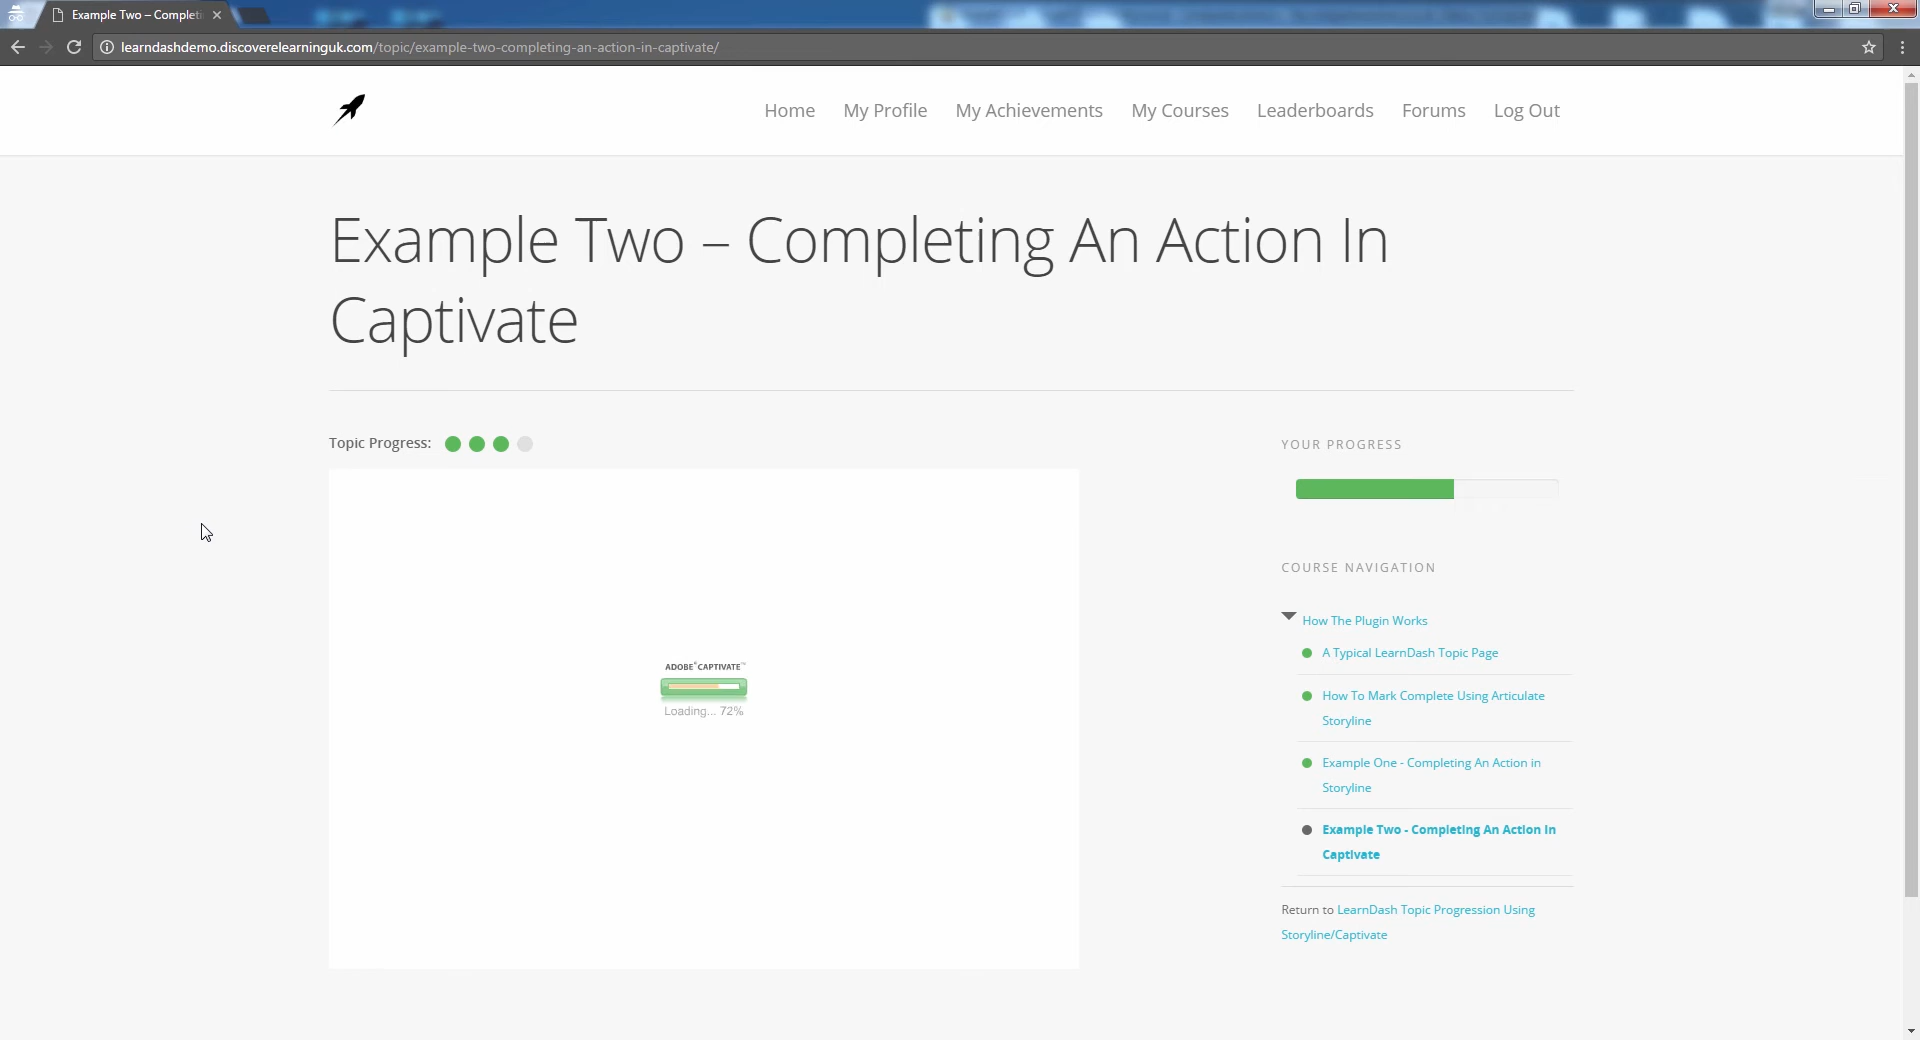 Example Two – Completi
learndashdemo.discoverelearninguk.com/topic/example-two-completing-an-action-in-captivate/
Home My Profile My Achievements My Courses Leaderboards Forums Log Out
Example Two – Completing An Action In
Captivate
Topic Progress:
ADOBE® CAPTIVATE™
Loading... 72%
YOUR PROGRESS
COURSE NAVIGATION
How The Plugin Works
A Typical LearnDash Topic Page
How To Mark Complete Using Articulate
Storyline
Example One - Completing An Action in
Storyline
Example Two - Completing An Action In
Captivate
Return to LearnDash Topic Progression Using
Storyline/Captivate